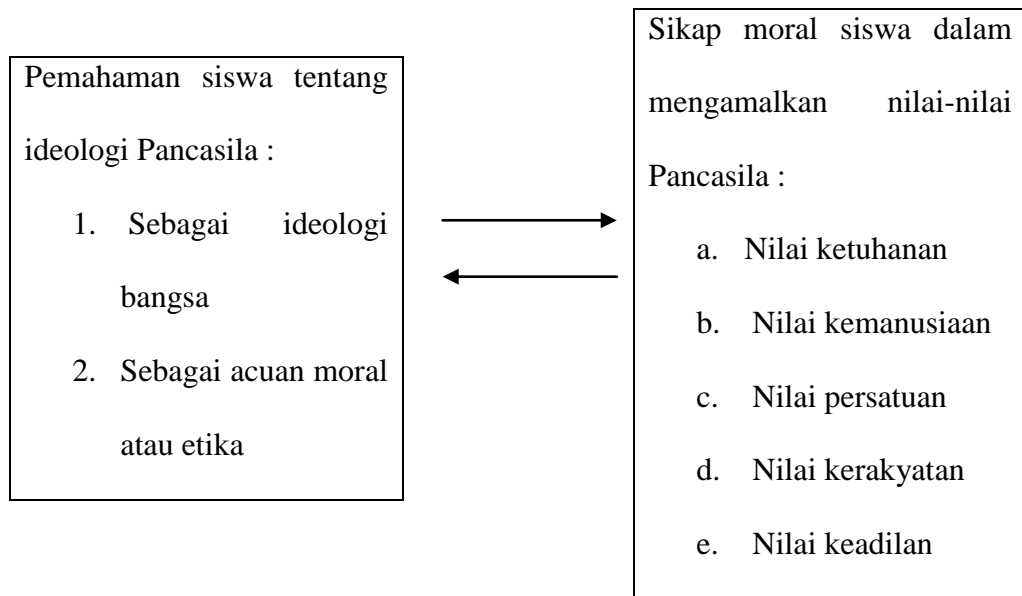 Pemahaman siswa tentang
ideologi Pancasila :
1. Sebagai ideologi
bangsa
2. Sebagai acuan moral
atau etika
Sikap moral siswa dalam
mengamalkan nilai-nilai
Pancasila :
a. Nilai ketuhanan
b. Nilai kemanusiaan
c. Nilai persatuan
d. Nilai kerakyatan
e. Nilai keadilan